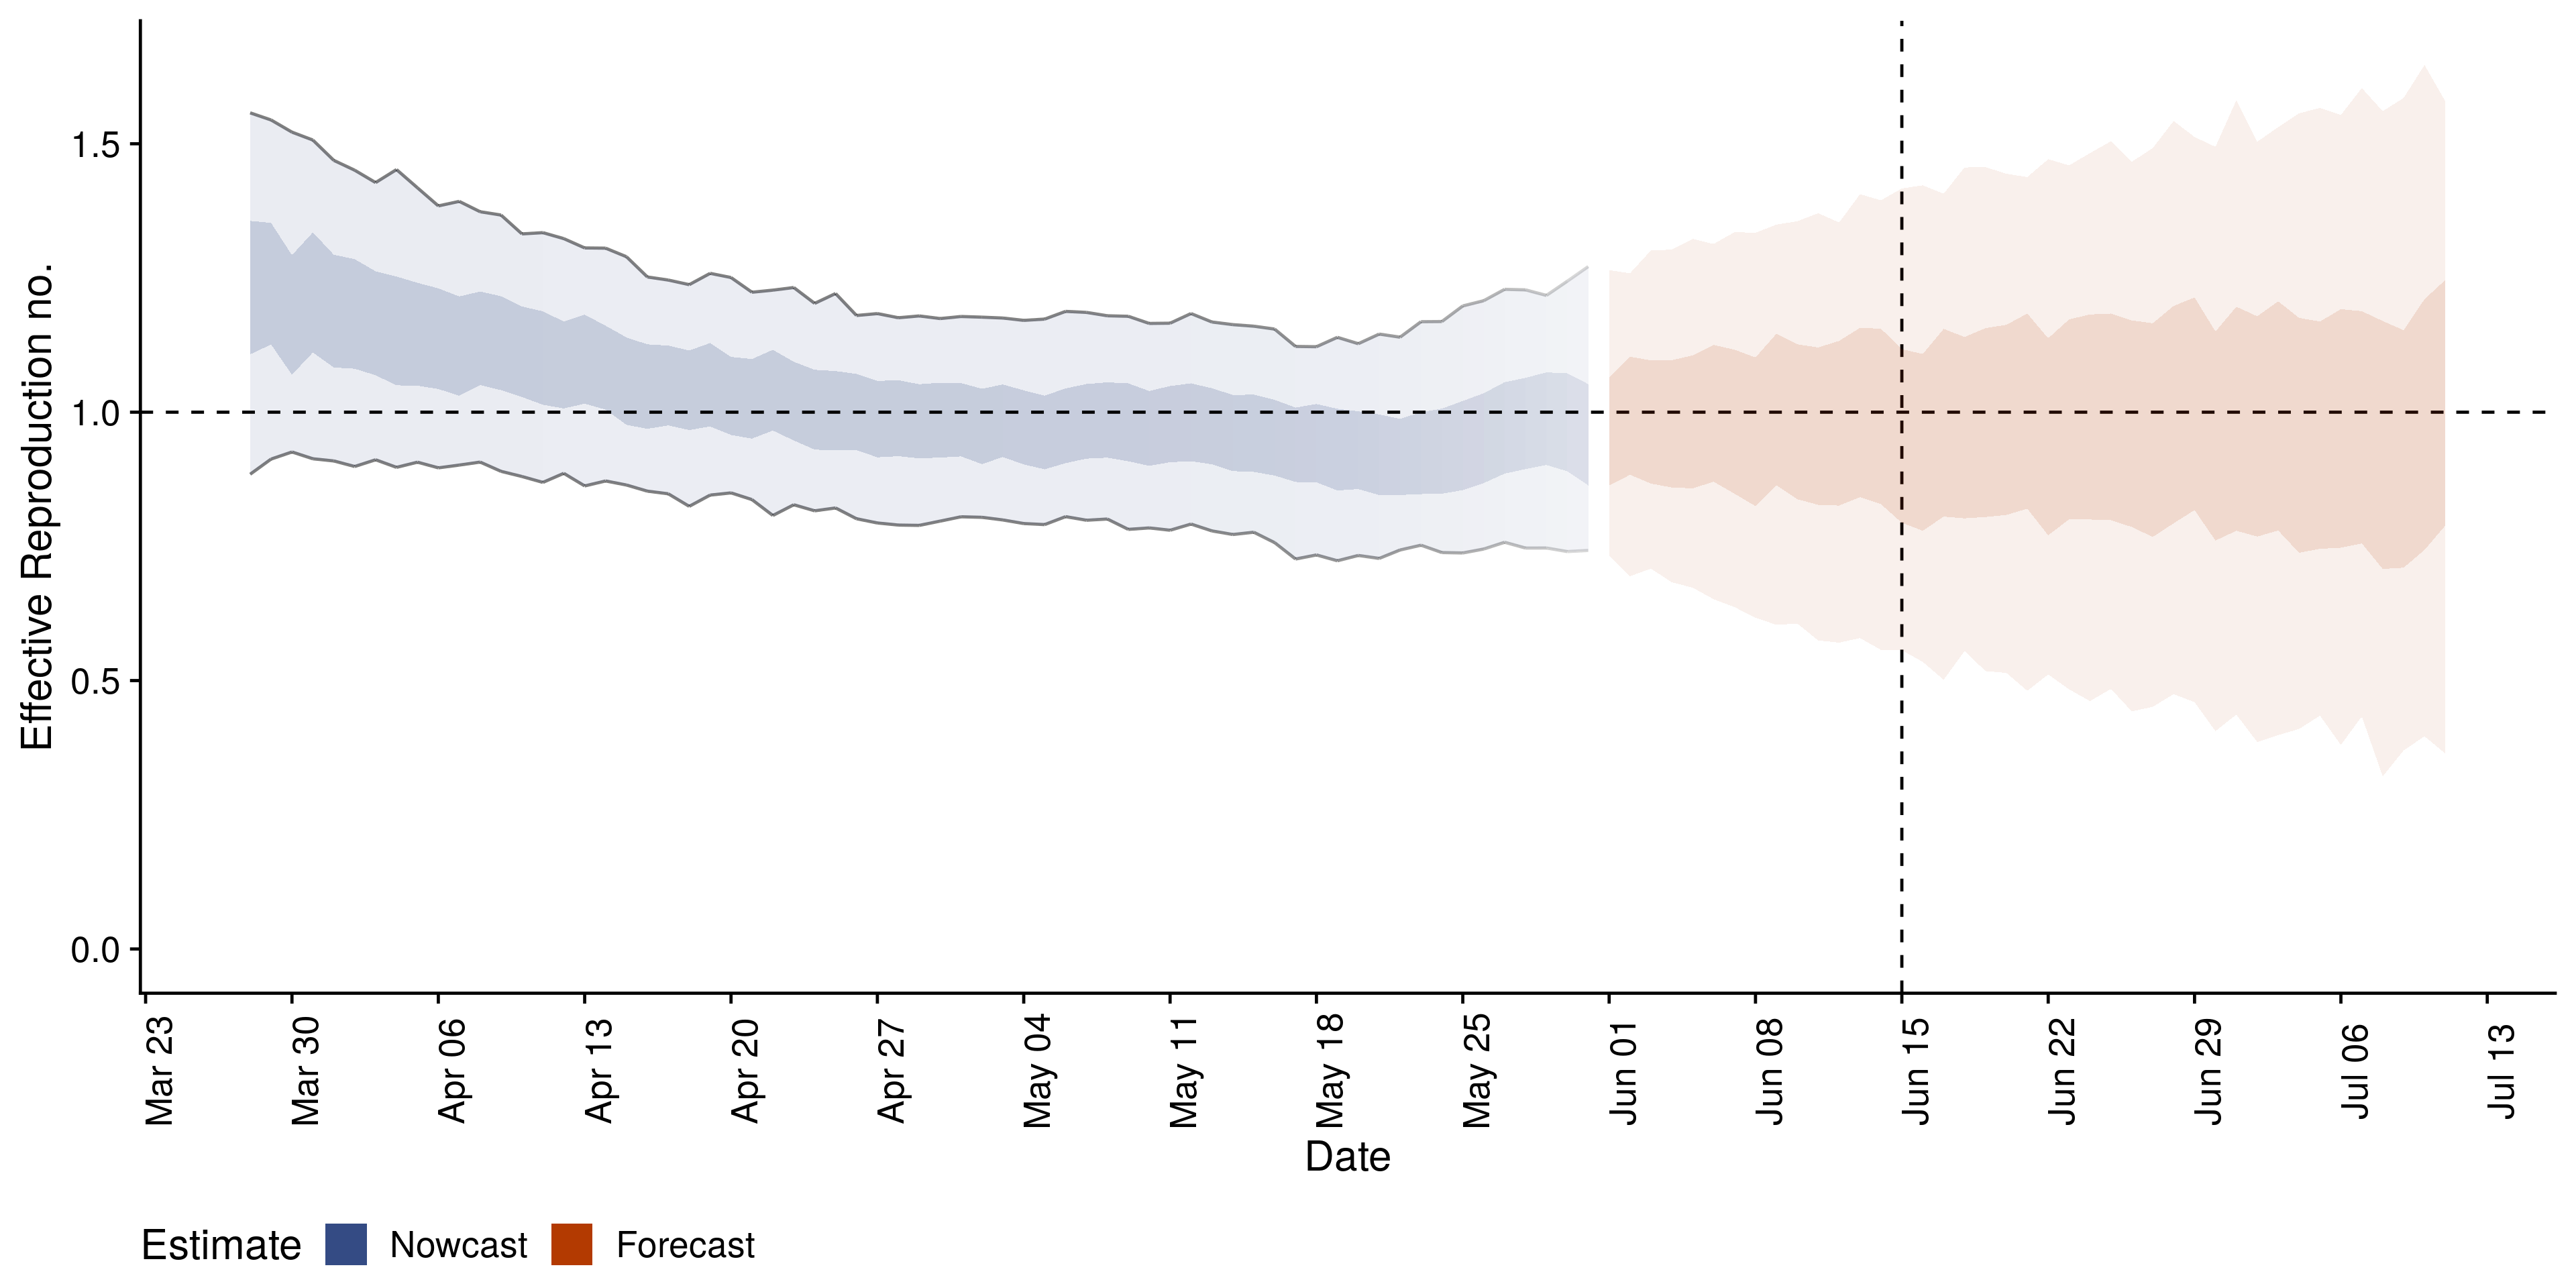 Effective Reproduction no.
1.5
1.0
0.5
0.0
Mar 23
Mar 30
Apr 06
Apr 13
Apr 20
Apr 27
May 04
May 11
May 18
May 25
Jun 01
Jun 08
Jun 15
Jun 22
Jun 29
Jul 06
Jul 13
Date
Estimate Nowcast Forecast